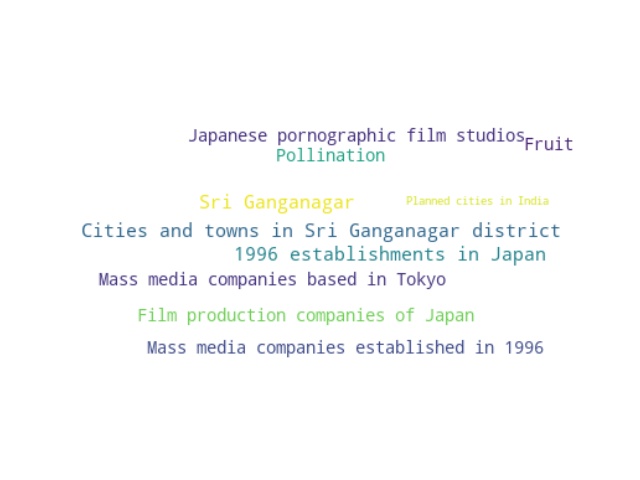 Japanese pornographic film studios
Fruit
Pollination
Sri Ganganagar
Planned cities in India
Cities and towns in Sri Ganganagar district
1996 establishments in Japan
Mass media companies based in Tokyo
Film production companies of Japan
Mass media companies established in 1996